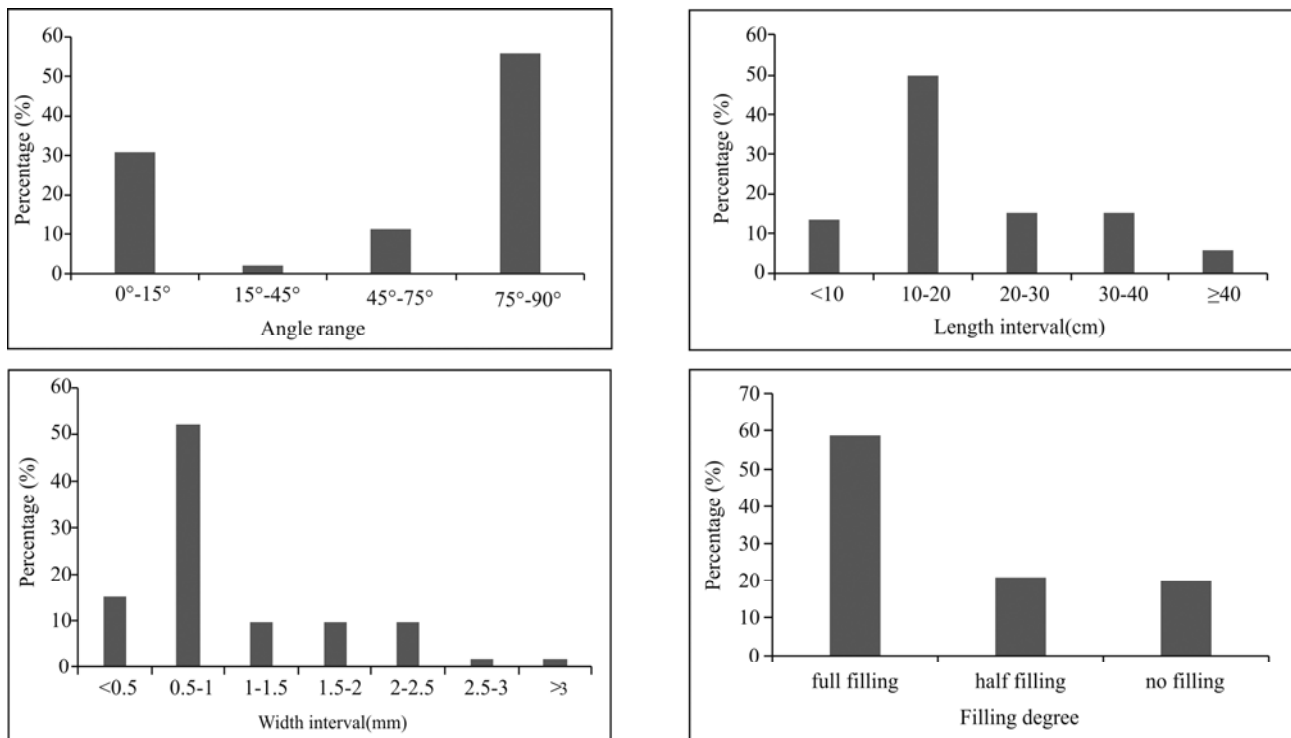 Percentage (%)
60
50
40
30
20
10
0
0°-15° 15°-45° 45°-75° 75°-90°
Angle range
Percentage (%)
60
50
40
30
20
10
0
<10 10-20 20-30 30-40 ≥40
Length interval(cm)
Percentage (%)
60
50
40
30
20
10
0
<0.5 0.5-1 1-1.5 1.5-2 2-2.5 2.5-3 >3
Width interval(mm)
Percentage (%)
70
60
50
40
30
20
10
0
full filling half filling no filling
Filling degree